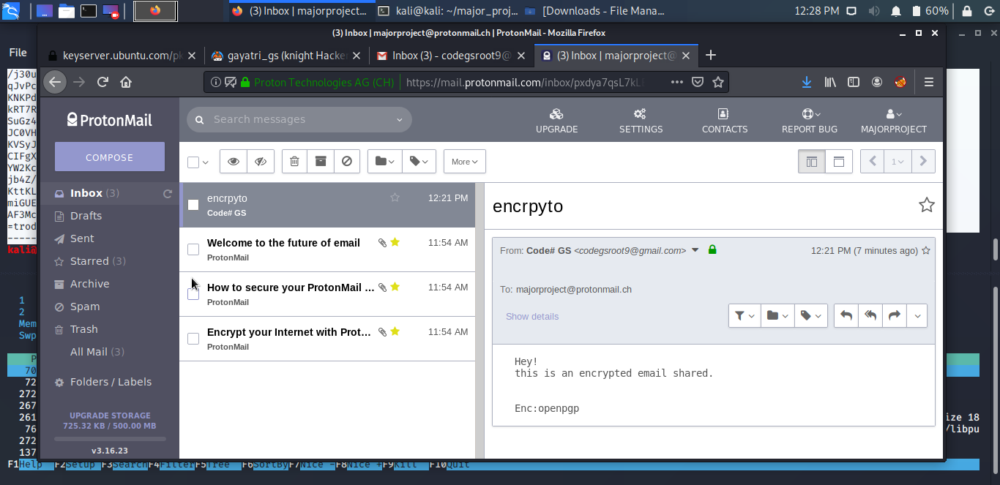 (3) Inbox | majorproject...
kali@kali: ~/major_proj...
[Downloads - File Mana...
12:28 PM
60%
(3) Inbox | majorproject@protonmail.ch | ProtonMail - Mozilla Firefox
File
keyserver.ubuntu.com/pk
gayatri_gs (knight Hacke
Inbox (3) - codegsroot9@
(3) Inbox | majorproject@
Proton Technologies AG (CH)
https://mail.protonmail.com/inbox/pxdya7qsL7kL
/j30u
qJvPc
KNKPd
kRT7R
SuGz4
JC0VH
KVSyJ
CIFgX
YW2Kc
jb4Z/
KttKL
miGUE
AF3Mc
=trod
-----
kali@
ProtonMail
Search messages
UPGRADE
SETTINGS
CONTACTS
REPORT BUG
MAJORPROJECT
COMPOSE
More
1
Inbox (3)
Drafts
Sent
Starred (3)
Archive
Spam
Trash
All Mail (3)
Folders / Labels
UPGRADE STORAGE
725.32 KB / 500.00 MB
v3.16.23
encrpyto
12:21 PM
Code# GS
Welcome to the future of email
11:54 AM
ProtonMail
How to secure your ProtonMail ...
11:54 AM
ProtonMail
Encrypt your Internet with Prot...
11:54 AM
ProtonMail
encrpyto
From: Code# GS <codegsroot9@gmail.com>
12:21 PM (7 minutes ago)
To: majorproject@protonmail.ch
Show details
Hey!
this is an encrypted email shared.
Enc:openpgp
1
2
Mem
Swp
P
70
72
272
267
261
76
272
137
ize 18
/libpu
F1Help F2Setup F3SearchF4FilterF5Tree F6SortByF7Nice -F8Nice +F9Kill F10Quit